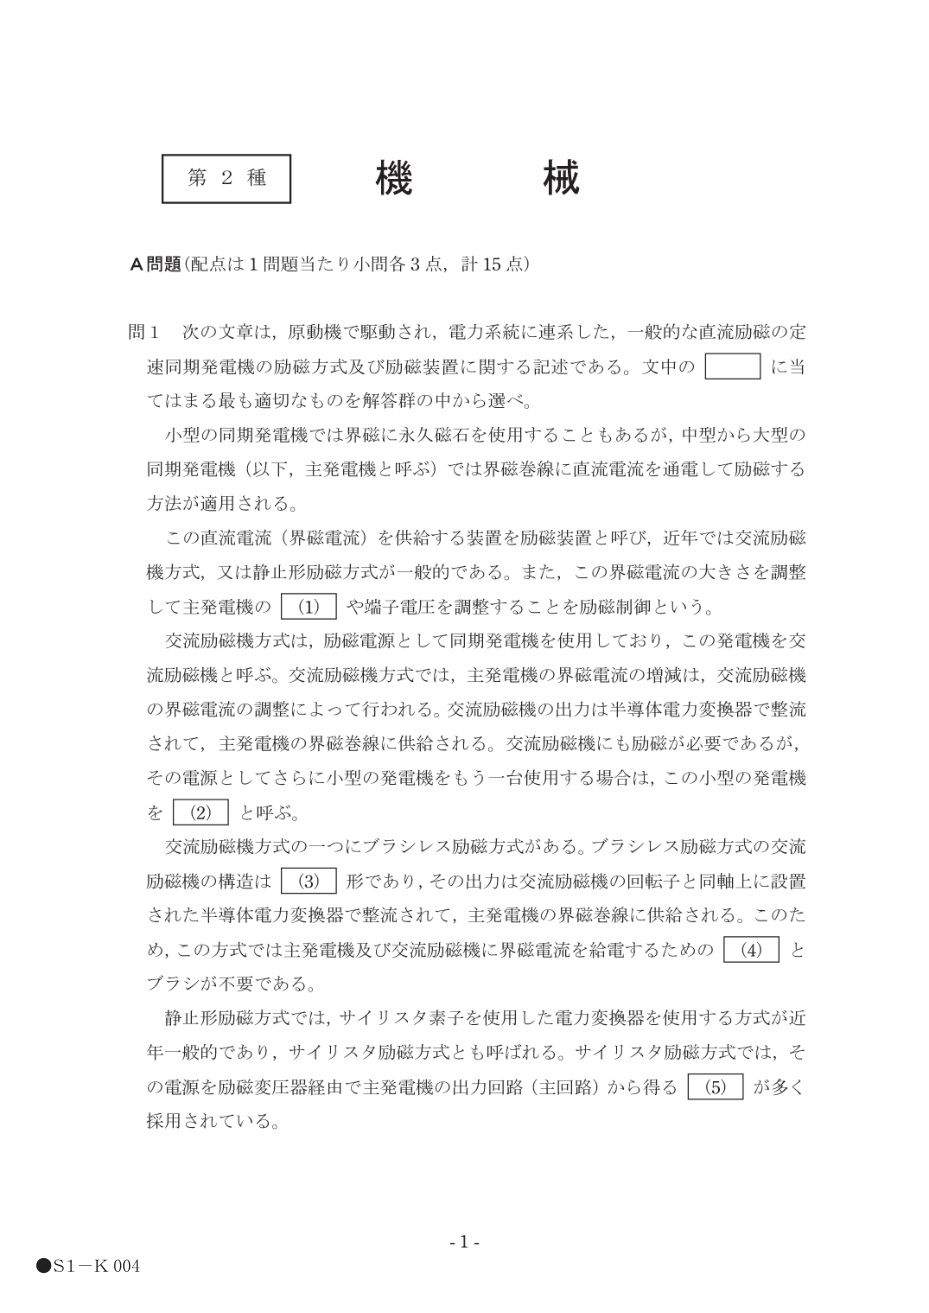 第 2 種
機 械
A問題(配点は1問題当たり小問各3点，計15点)
問1 次の文章は，原動機で駆動され，電力系統に連系した，一般的な直流励磁の定
速同期発電機の励磁方式及び励磁装置に関する記述である。文中の に当
てはまる最も適切なものを解答群の中から選べ。
小型の同期発電機では界磁に永久磁石を使用することもあるが，中型から大型の
同期発電機（以下，主発電機と呼ぶ）では界磁巻線に直流電流を通電して励磁する
方法が適用される。
この直流電流（界磁電流）を供給する装置を励磁装置と呼び，近年では交流励磁
機方式，又は静止形励磁方式が一般的である。また，この界磁電流の大きさを調整
して主発電機の (1) や端子電圧を調整することを励磁制御という。
交流励磁機方式は，励磁電源として同期発電機を使用しており，この発電機を交
流励磁機と呼ぶ。交流励磁機方式では，主発電機の界磁電流の増減は，交流励磁機
の界磁電流の調整によって行われる。交流励磁機の出力は半導体電力変換器で整流
されて，主発電機の界磁巻線に供給される。交流励磁機にも励磁が必要であるが，
その電源としてさらに小型の発電機をもう一台使用する場合は，この小型の発電機
を (2) と呼ぶ。
交流励磁機方式の一つにブラシレス励磁方式がある。ブラシレス励磁方式の交流
励磁機の構造は (3) 形であり，その出力は交流励磁機の回転子と同軸上に設置
された半導体電力変換器で整流されて，主発電機の界磁巻線に供給される。このた
め，この方式では主発電機及び交流励磁機に界磁電流を給電するための (4) と
ブラシが不要である。
静止形励磁方式では，サイリスタ素子を使用した電力変換器を使用する方式が近
年一般的であり，サイリスタ励磁方式とも呼ばれる。サイリスタ励磁方式では，そ
の電源を励磁変圧器経由で主発電機の出力回路（主回路）から得る (5) が多く
採用されている。
- 1 -
●S1－K 004